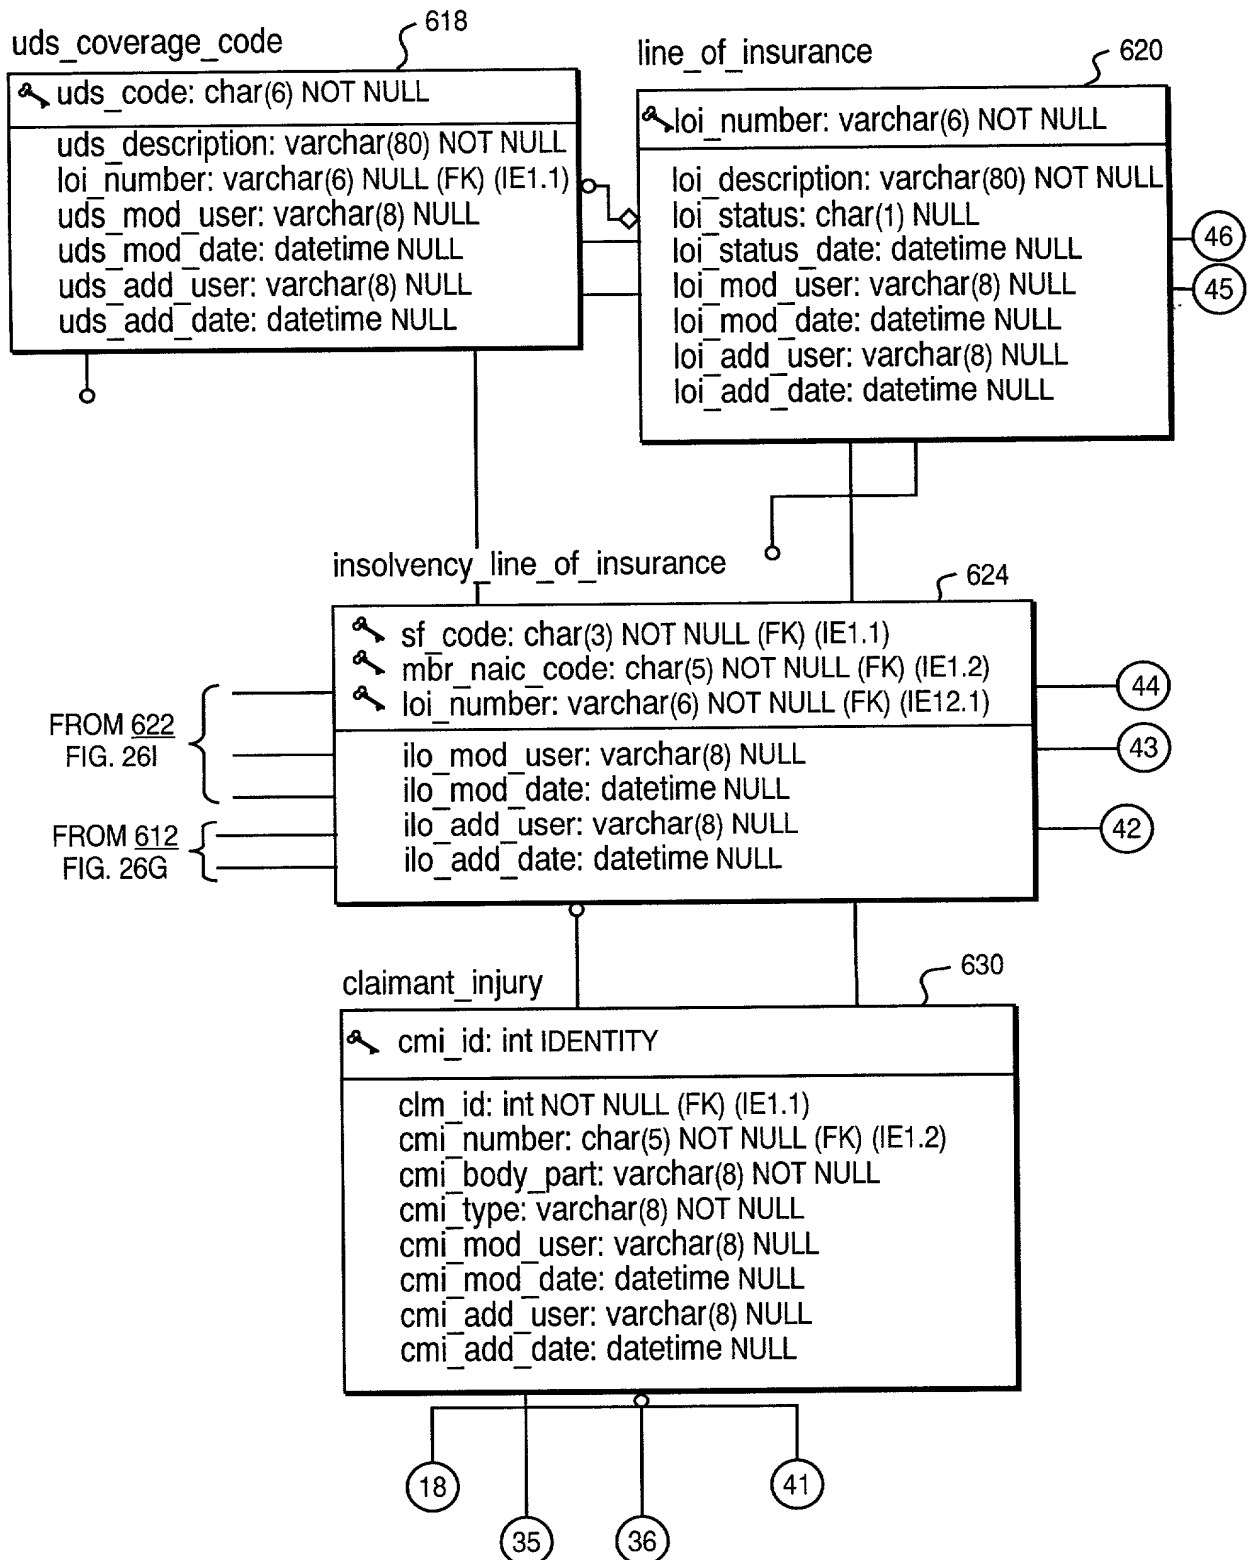 uds_coverage_code
618
uds_code: char(6) NOT NULL
uds_description: varchar(80) NOT NULL
loi_number: varchar(6) NULL (FK) (IE1.1)
uds_mod_user: varchar(8) NULL
uds_mod_date: datetime NULL
uds_add_user: varchar(8) NULL
uds_add_date: datetime NULL
line_of_insurance
620
loi_number: varchar(6) NOT NULL
loi_description: varchar(80) NOT NULL
loi_status: char(1) NULL
loi_status_date: datetime NULL
loi_mod_user: varchar(8) NULL
loi_mod_date: datetime NULL
loi_add_user: varchar(8) NULL
loi_add_date: datetime NULL
46
45
insolvency_line_of_insurance
624
sf_code: char(3) NOT NULL (FK) (IE1.1)
mbr_naic_code: char(5) NOT NULL (FK) (IE1.2)
loi_number: varchar(6) NOT NULL (FK) (IE12.1)
ilo_mod_user: varchar(8) NULL
ilo_mod_date: datetime NULL
ilo_add_user: varchar(8) NULL
ilo_add_date: datetime NULL
FROM 622
FIG. 26I
FROM 612
FIG. 26G
44
43
42
claimant_injury
630
cmi_id: int IDENTITY
clm_id: int NOT NULL (FK) (IE1.1)
cmi_number: char(5) NOT NULL (FK) (IE1.2)
cmi_body_part: varchar(8) NOT NULL
cmi_type: varchar(8) NOT NULL
cmi_mod_user: varchar(8) NULL
cmi_mod_date: datetime NULL
cmi_add_user: varchar(8) NULL
cmi_add_date: datetime NULL
18
41
35
36